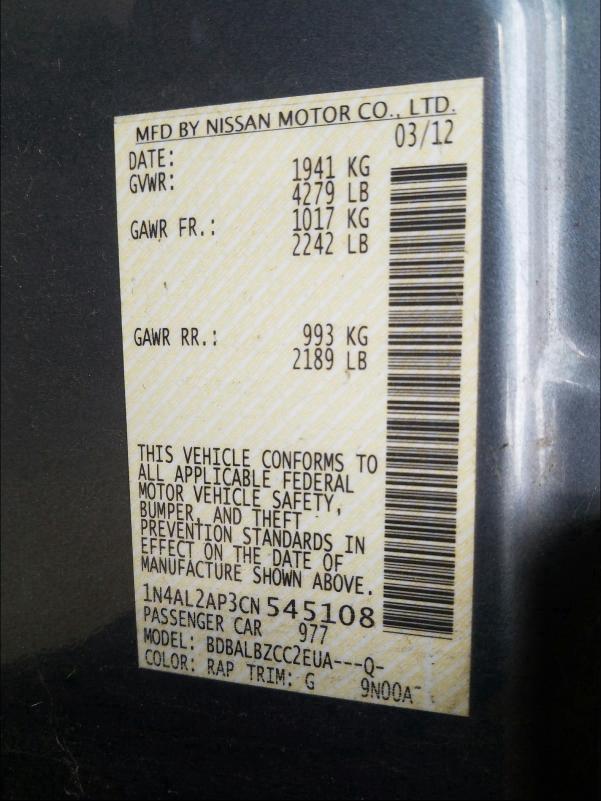 MFD BY NISSAN MOTOR CO., LTD.
DATE: 03/12
GVWR: 1941 KG
4279 LB
GAWR FR.: 1017 KG
2242 LB
GAWR RR.: 993 KG
2189 LB
THIS VEHICLE CONFORMS TO
ALL APPLICABLE FEDERAL
MOTOR VEHICLE SAFETY,
BUMPER, AND THEFT
PREVENTION STANDARDS IN
EFFECT ON THE DATE OF
MANUFACTURE SHOWN ABOVE.
1N4AL2AP3CN545108
PASSENGER CAR 977
MODEL: BDBALBZCC2EUA---Q-
COLOR: RAP TRIM: G 9N00A